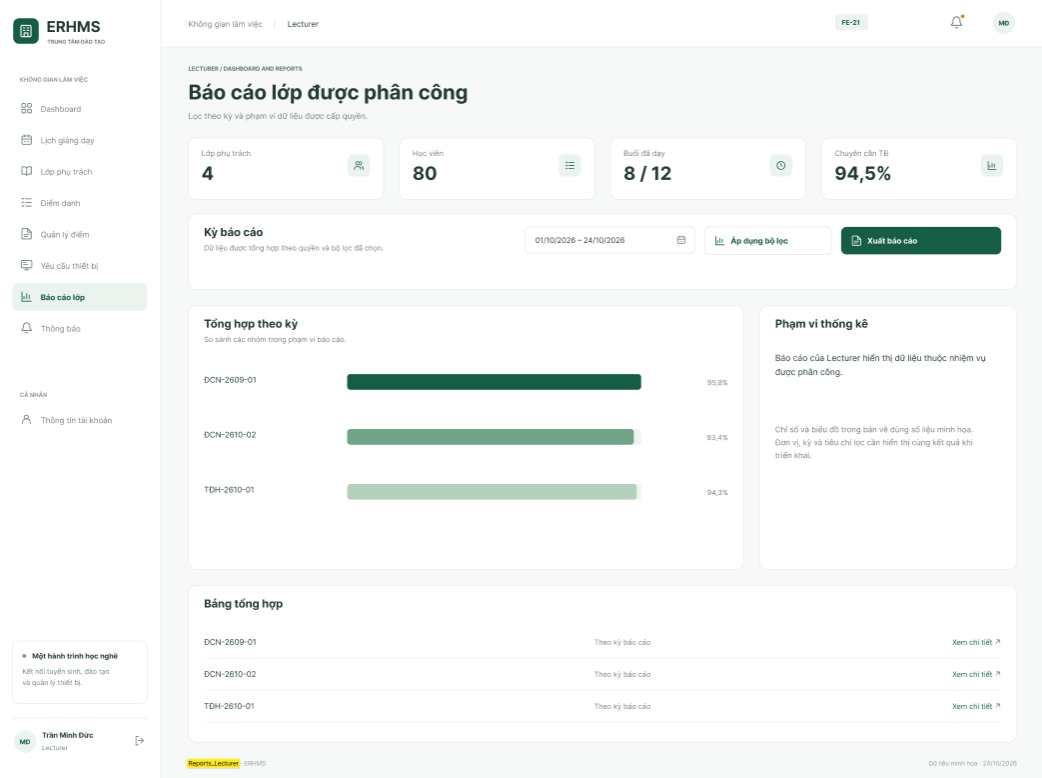 ERHMS
TRUNG TÂM ĐÀO TẠO
KHÔNG GIAN LÀM VIỆC
Dashboard
Lịch giảng dạy
Lớp phụ trách
Điểm danh
Quản lý điểm
Yêu cầu thiết bị
Báo cáo lớp
Thông báo
CÁ NHÂN
Thông tin tài khoản
Một hành trình học nghề
Kết nối tuyển sinh, đào tạo
và quản lý thiết bị.
MĐ
Trần Minh Đức
Lecturer
Không gian làm việc / Lecturer
FE-21
MĐ
LECTURER / DASHBOARD AND REPORTS
Báo cáo lớp được phân công
Lọc theo kỳ và phạm vi dữ liệu được cấp quyền.
Lớp phụ trách
4
Học viên
80
Buổi đã dạy
8 / 12
Chuyên cần TB
94,5%
Kỳ báo cáo
Dữ liệu được tổng hợp theo quyền và bộ lọc đã chọn.
01/10/2026 – 24/10/2026
Áp dụng bộ lọc
Xuất báo cáo
Tổng hợp theo kỳ
So sánh các nhóm trong phạm vi báo cáo.
ĐCN-2609-01 95,8%
ĐCN-2610-02 93,4%
TĐH-2610-01 94,3%
Phạm vi thống kê
Báo cáo của Lecturer hiển thị dữ liệu thuộc nhiệm vụ
được phân công.
Chỉ số và biểu đồ trong bản vẽ dùng số liệu minh họa.
Đơn vị, kỳ và tiêu chí lọc cần hiển thị cùng kết quả khi
triển khai.
Bảng tổng hợp
ĐCN-2609-01 Theo kỳ báo cáo Xem chi tiết ↗
ĐCN-2610-02 Theo kỳ báo cáo Xem chi tiết ↗
TĐH-2610-01 Theo kỳ báo cáo Xem chi tiết ↗
Reports_Lecturer · ERHMS
Dữ liệu minh họa · 24/10/2026